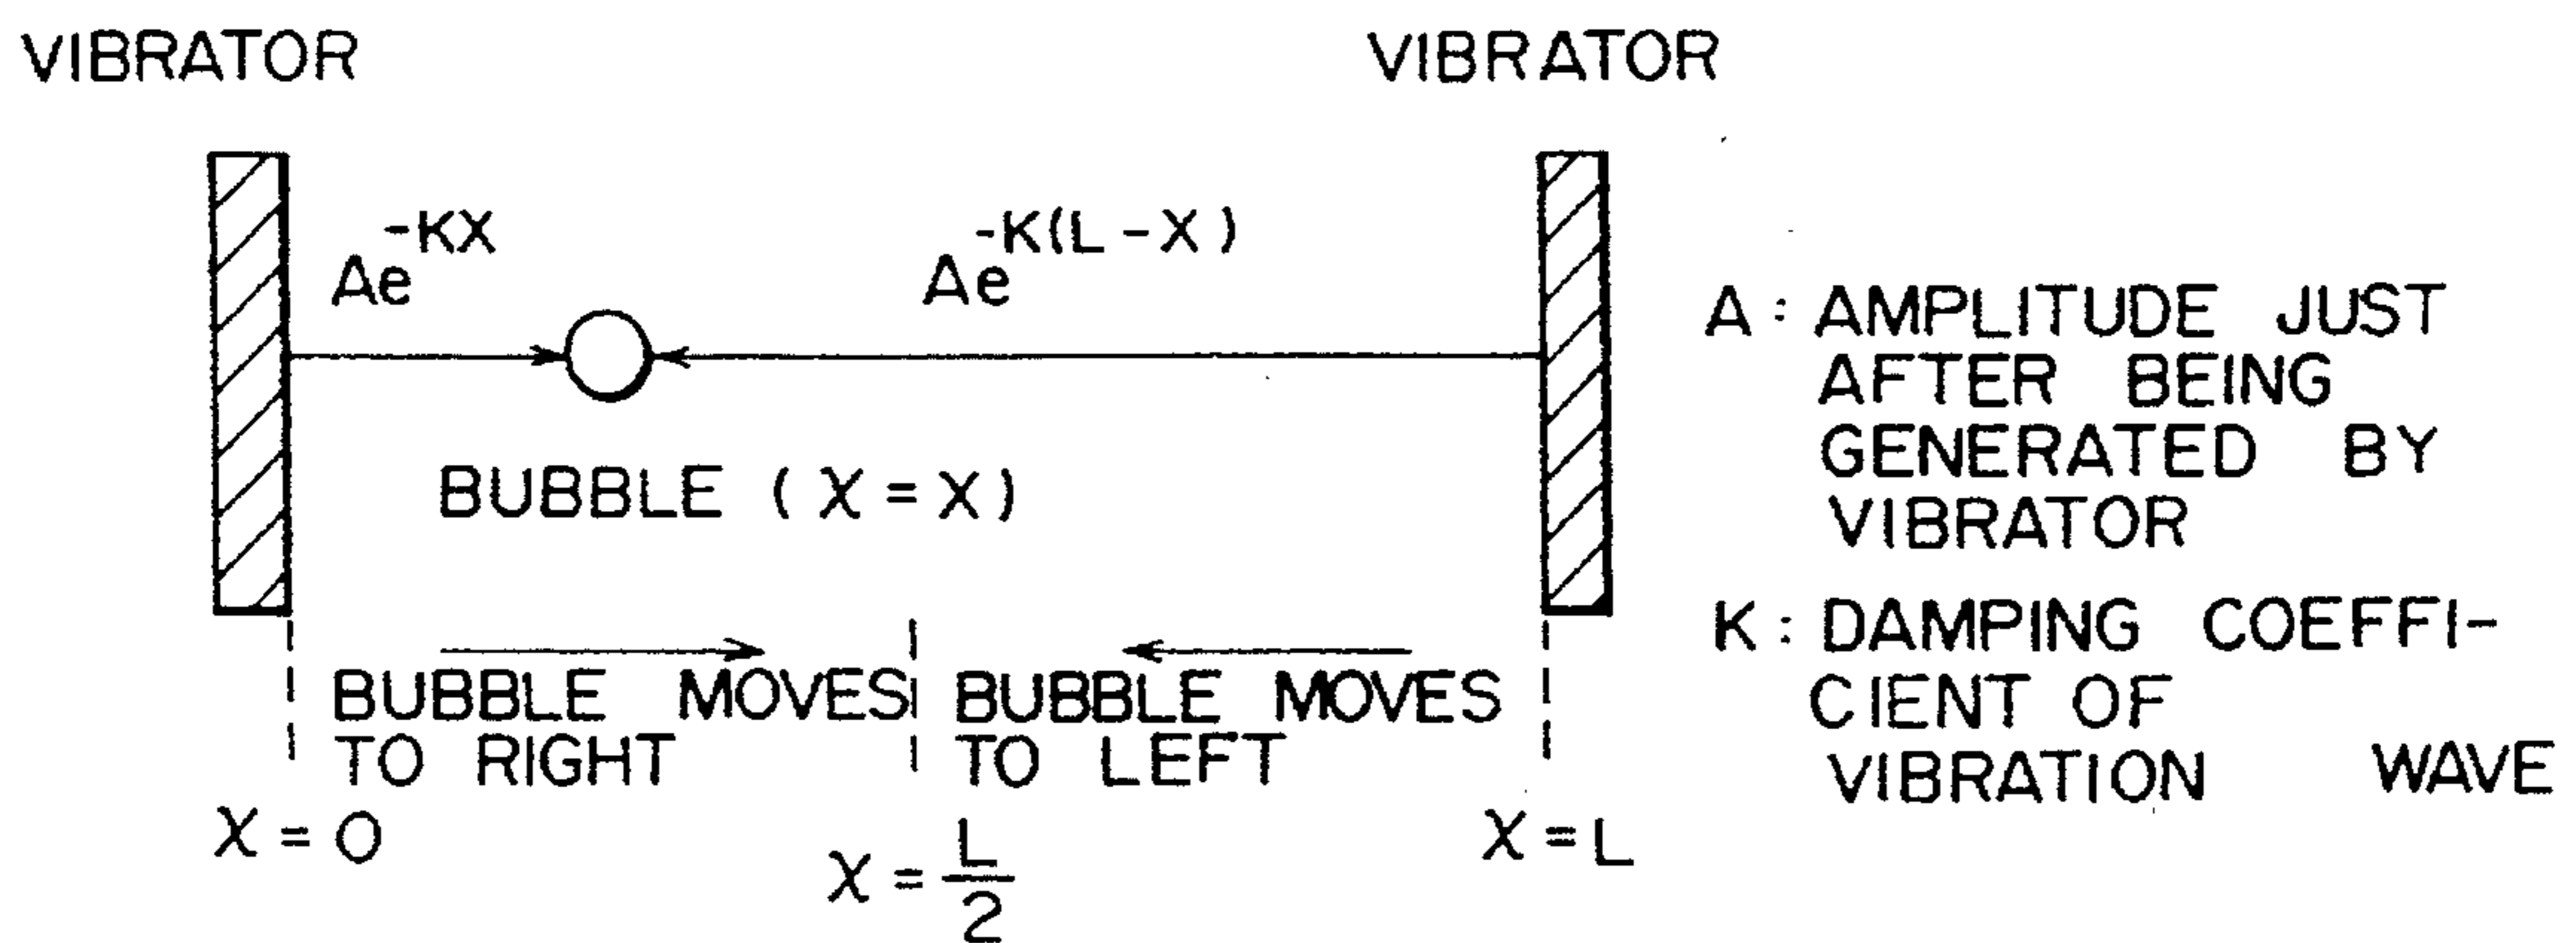 VIBRATOR
VIBRATOR
Ae^-KX
Ae^-K(L-X)
BUBBLE (χ=X)
A: AMPLITUDE JUST
AFTER BEING
GENERATED BY
VIBRATOR
K: DAMPING COEFFI-
CIENT OF
VIBRATION WAVE
BUBBLE MOVES
TO RIGHT
BUBBLE MOVES
TO LEFT
χ=0
χ=L/2
χ=L